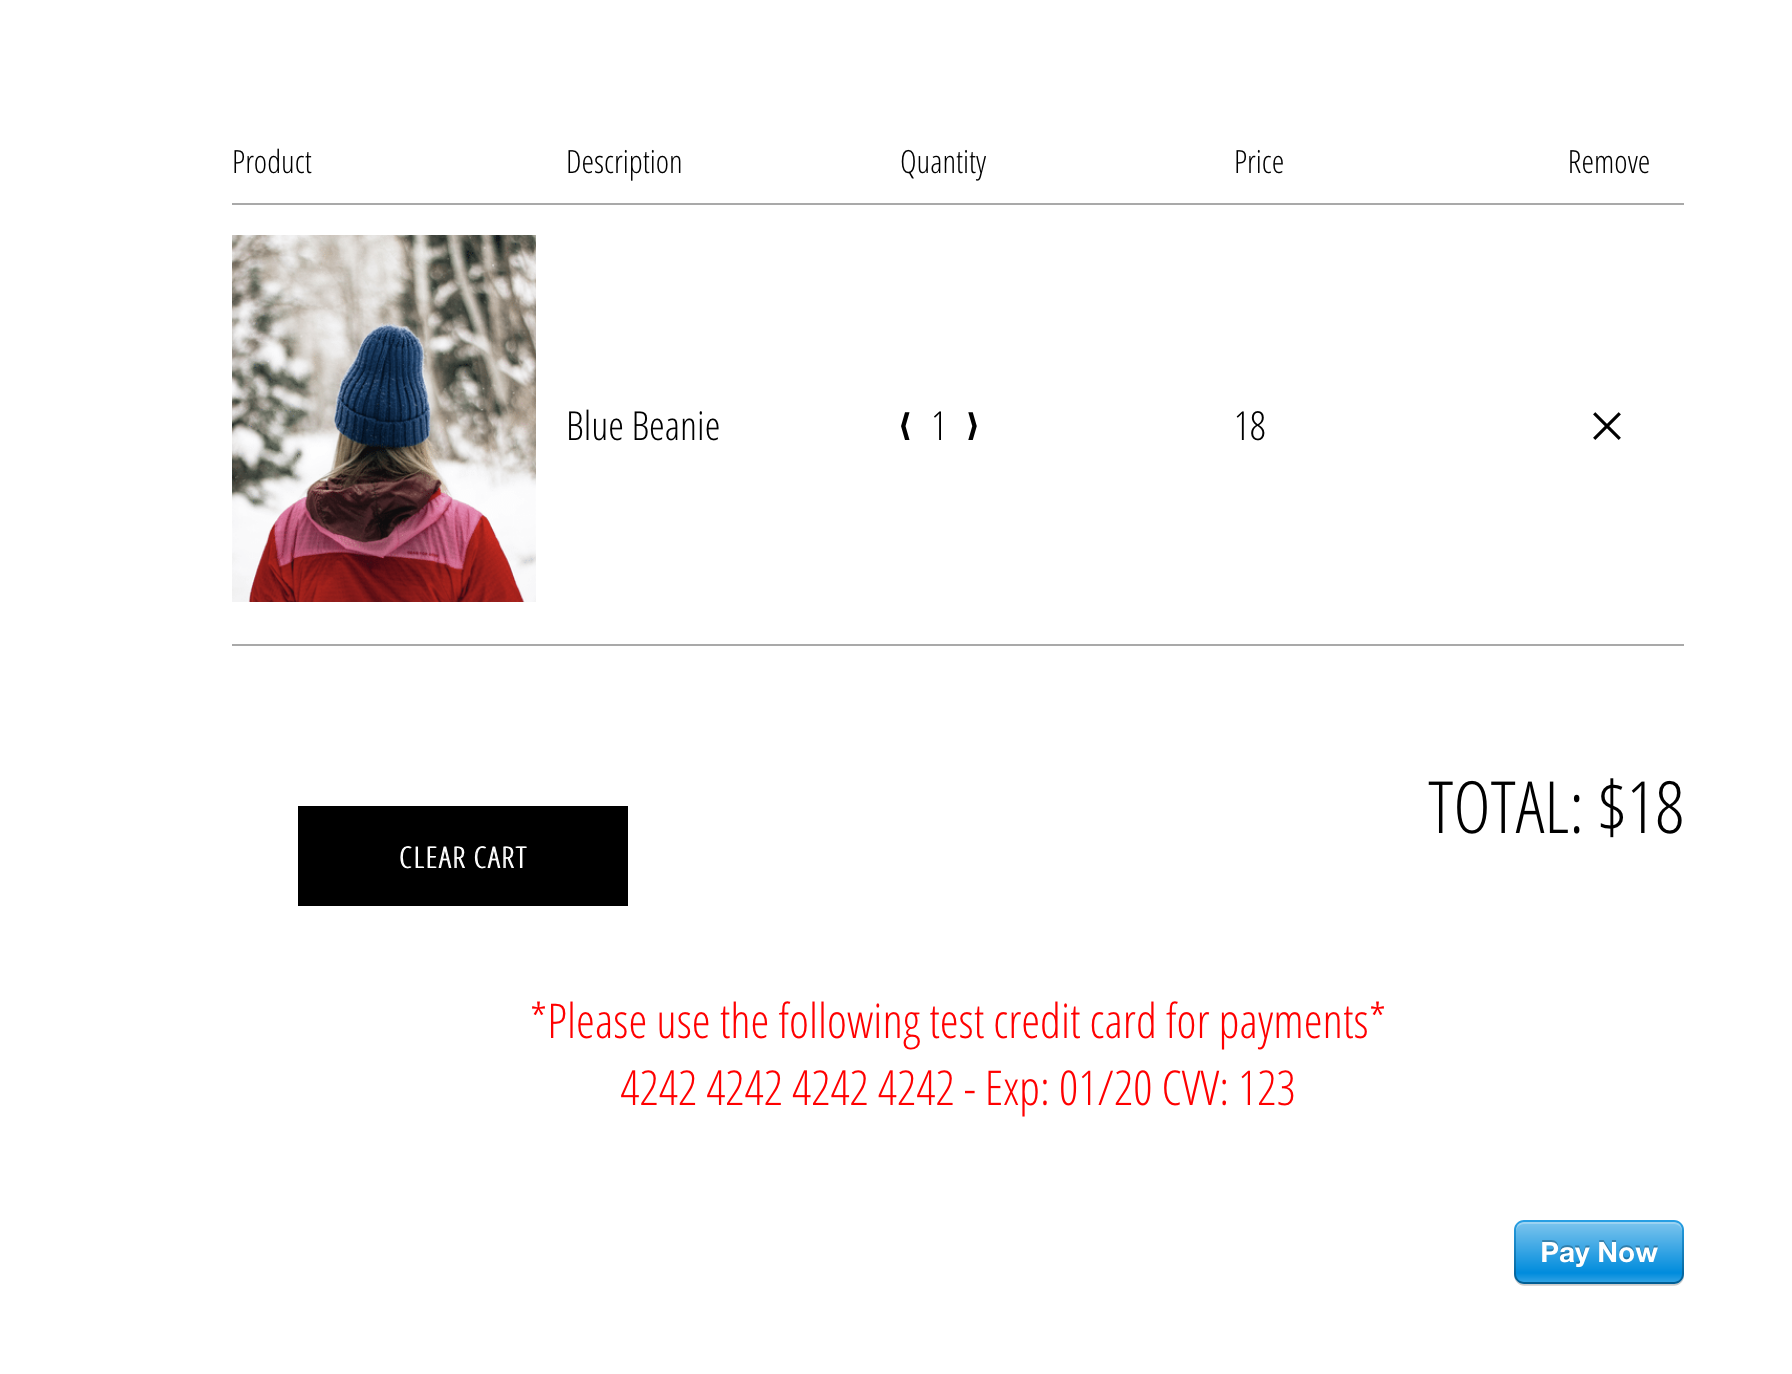 Product Description Quantity Price Remove
Blue Beanie ❰ 1 ❱ 18 ✕
TOTAL: $18
CLEAR CART
*Please use the following test credit card for payments*
4242 4242 4242 4242 - Exp: 01/20 CVV: 123
Pay Now